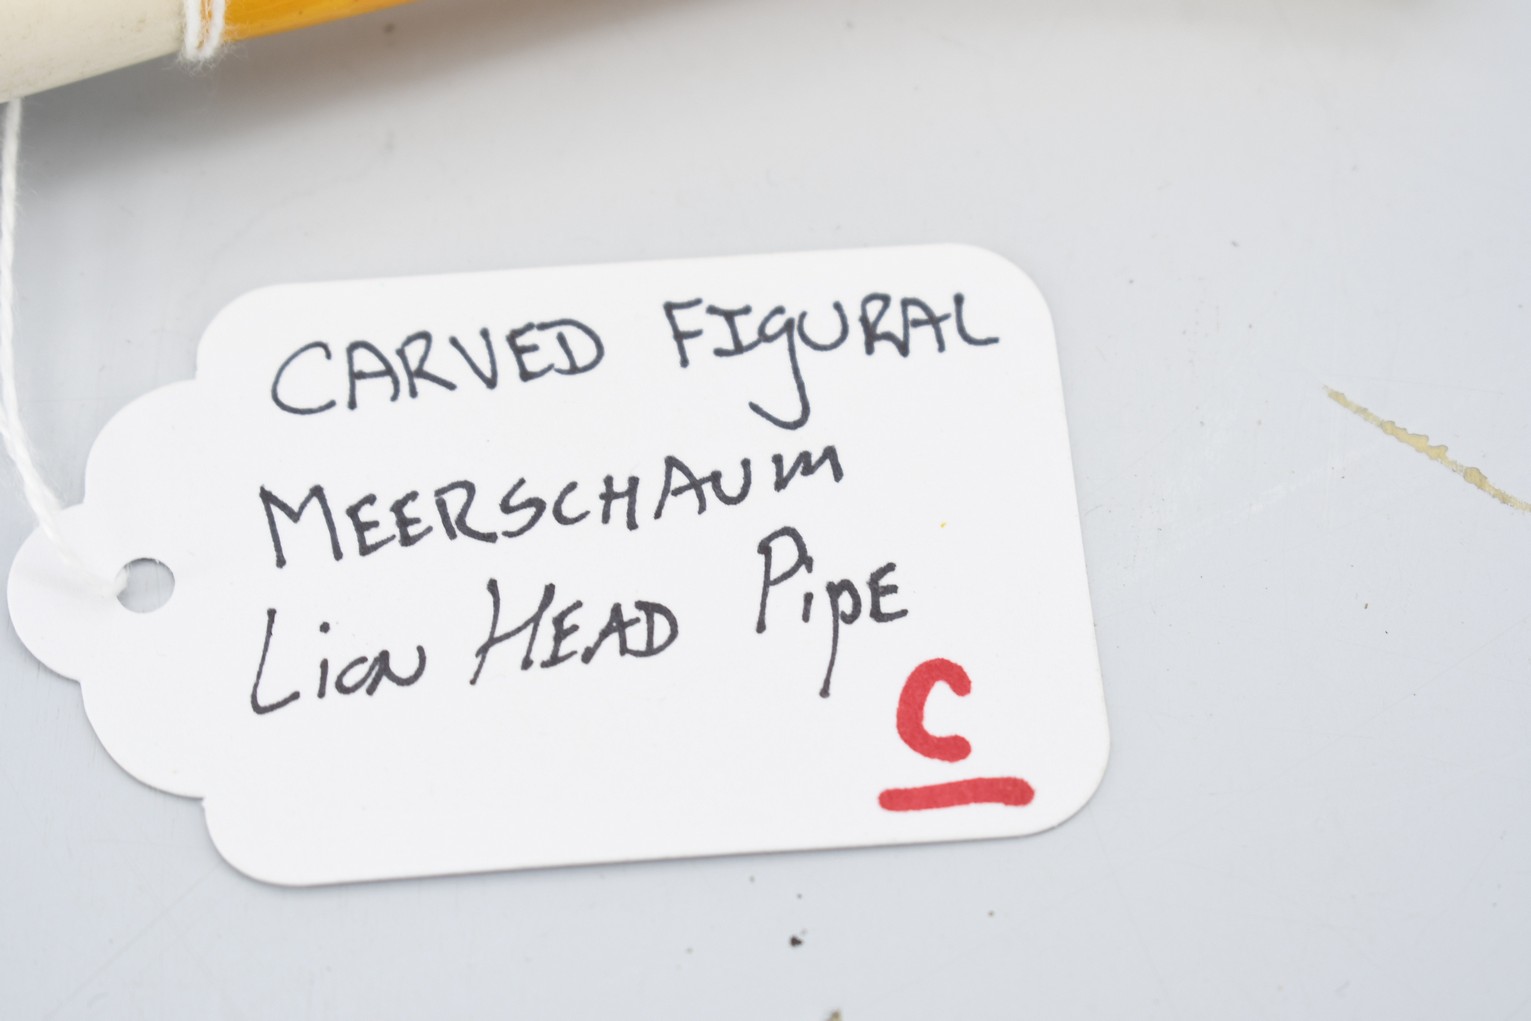 CARVED FIGURAL
MEERSCHAUM
Lion HEAD PipE
C